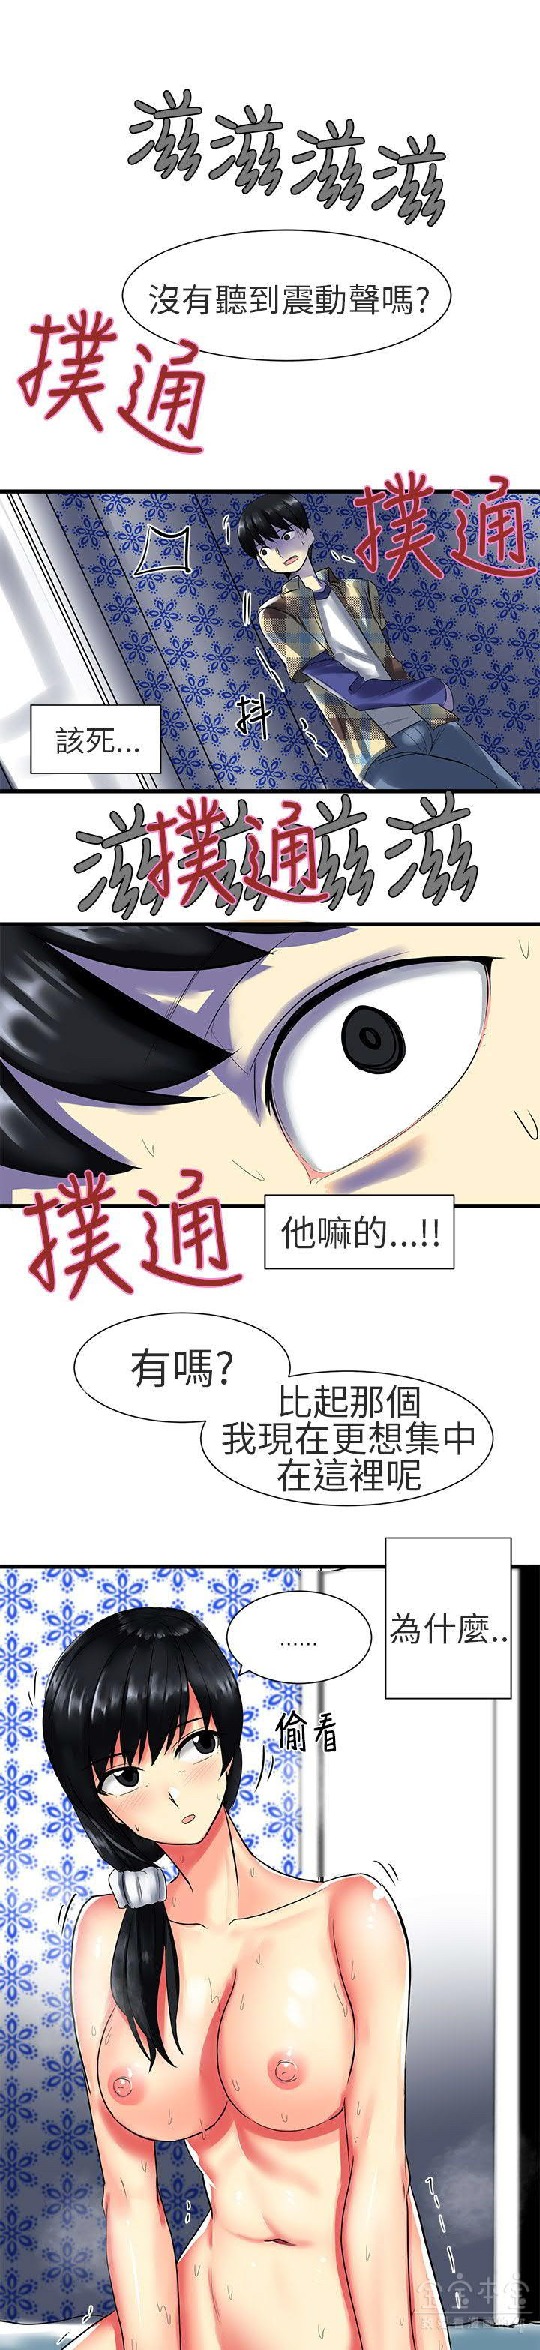 滋滋滋滋
沒有聽到震動聲嗎?
撲通
撲通
抖
該死...
滋滋滋滋
撲通
撲通
他嘛的...!!
有嗎?
比起那個
我現在更想集中
在這裡呢
為什麼..
......
偷看